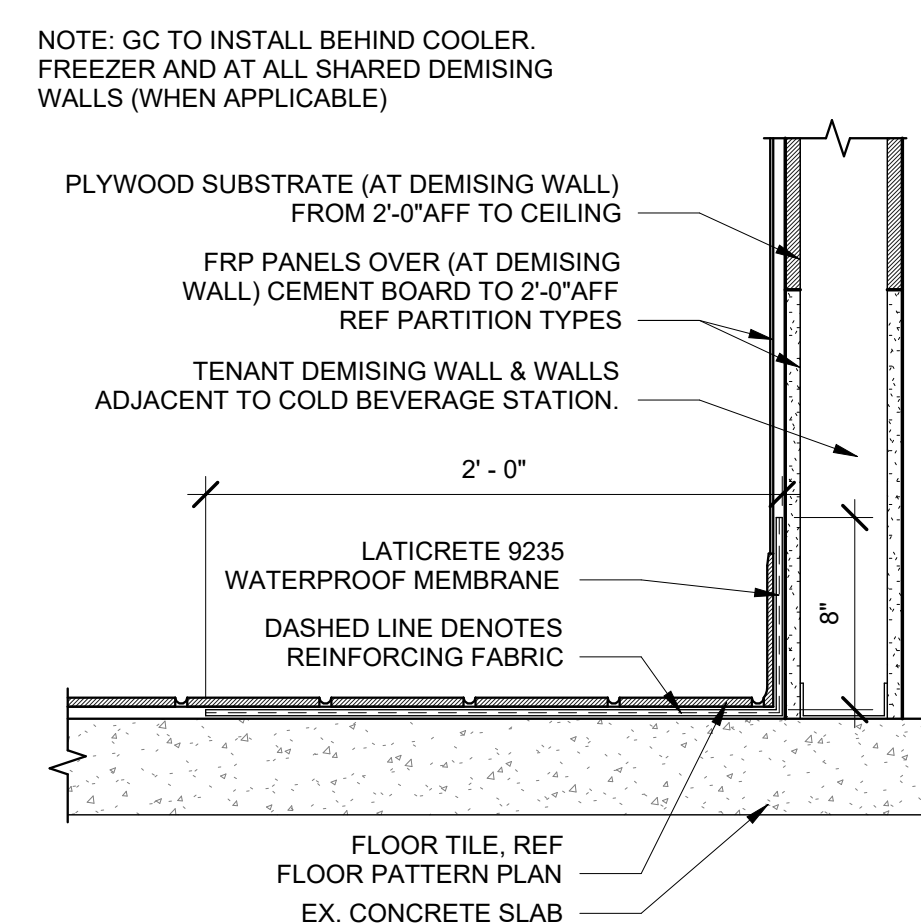 NOTE: GC TO INSTALL BEHIND COOLER.
FREEZER AND AT ALL SHARED DEMISING
WALLS (WHEN APPLICABLE)
PLYWOOD SUBSTRATE (AT DEMISING WALL)
FROM 2'-0"AFF TO CEILING
FRP PANELS OVER (AT DEMISING
WALL) CEMENT BOARD TO 2'-0"AFF
REF PARTITION TYPES
TENANT DEMISING WALL & WALLS
ADJACENT TO COLD BEVERAGE STATION.
2' - 0"
LATICRETE 9235
WATERPROOF MEMBRANE
8"
DASHED LINE DENOTES
REINFORCING FABRIC
FLOOR TILE, REF
FLOOR PATTERN PLAN
EX. CONCRETE SLAB